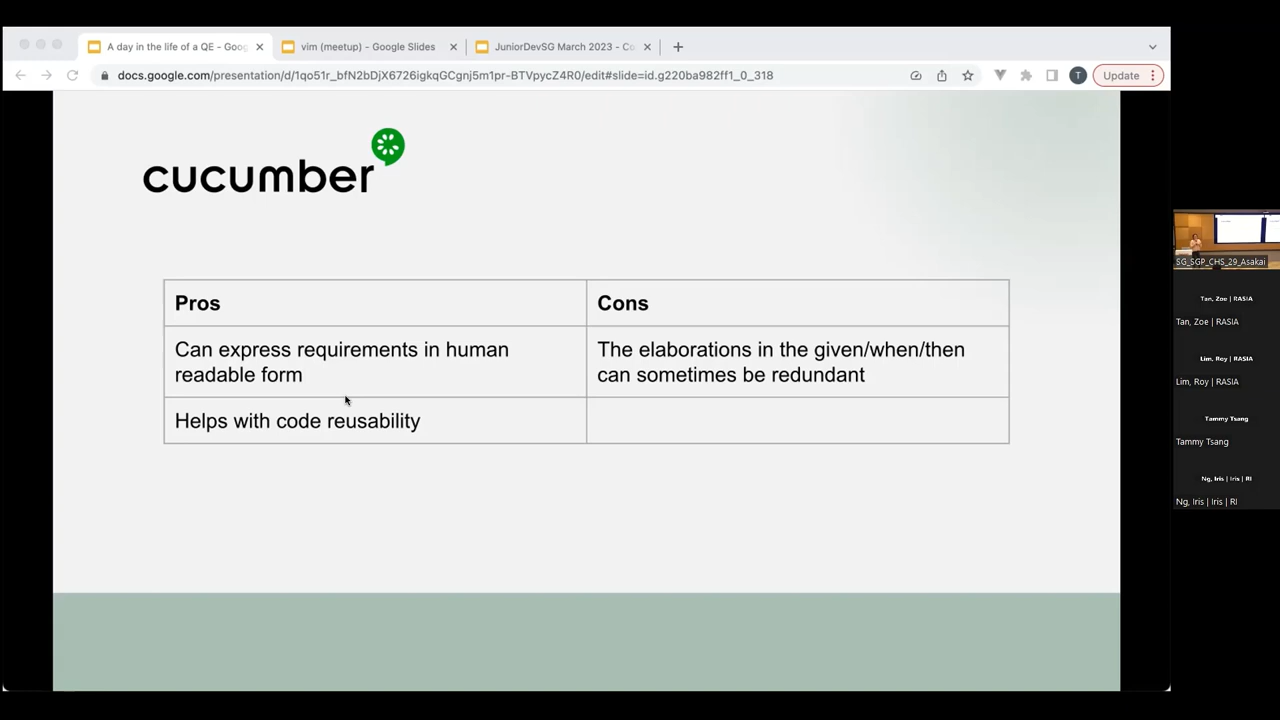 A day in the life of a QE - Goog
vim (meetup) - Google Slides
JuniorDevSG March 2023 - Co
docs.google.com/presentation/d/1qo51r_bfN2bDjX6726igkqGCgnj5m1pr-BTVpycZ4R0/edit#slide=id.g220ba982ff1_0_318
T
Update
cucumber
Pros
Cons
Can express requirements in human
readable form
The elaborations in the given/when/then
can sometimes be redundant
Helps with code reusability
SG_SGP_CHS_29_Asakai
Tan, Zoe | RASIA
Tan, Zoe | RASIA
Lim, Roy | RASIA
Lim, Roy | RASIA
Tammy Tsang
Tammy Tsang
Ng, Iris | Iris | RI
Ng, Iris | Iris | RI